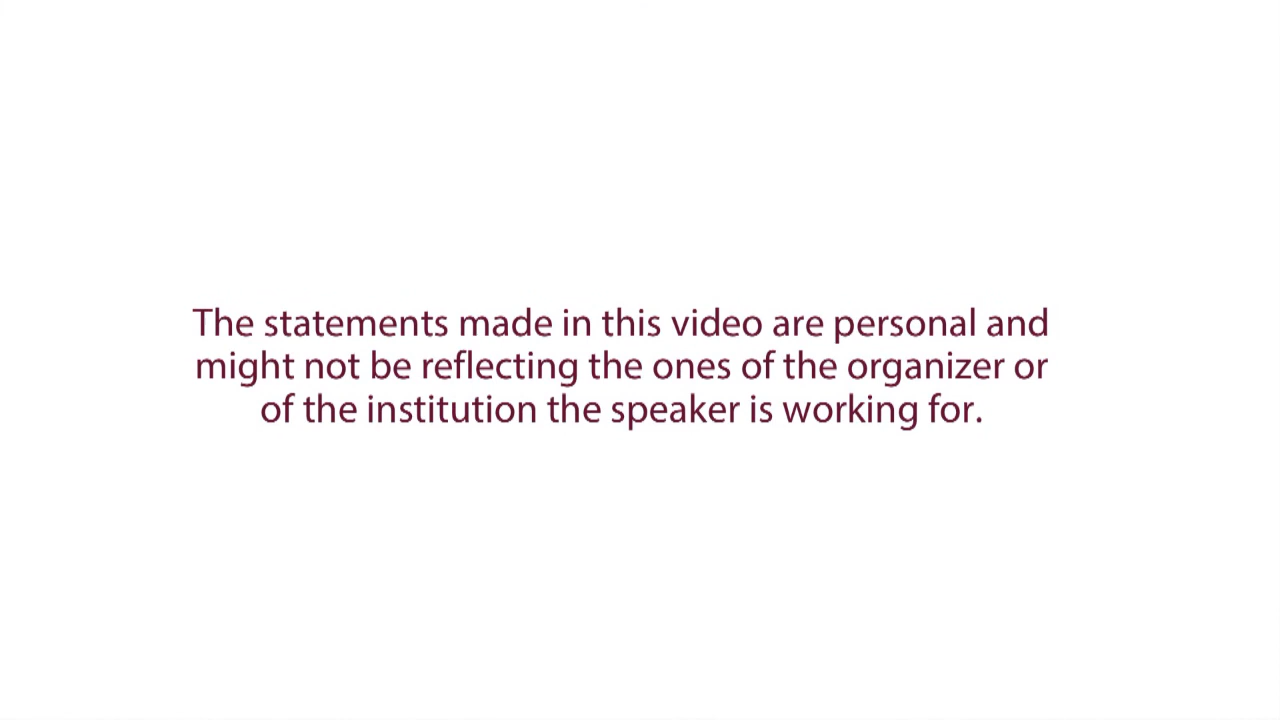 The statements made in this video are personal and
might not be reflecting the ones of the organizer or
of the institution the speaker is working for.